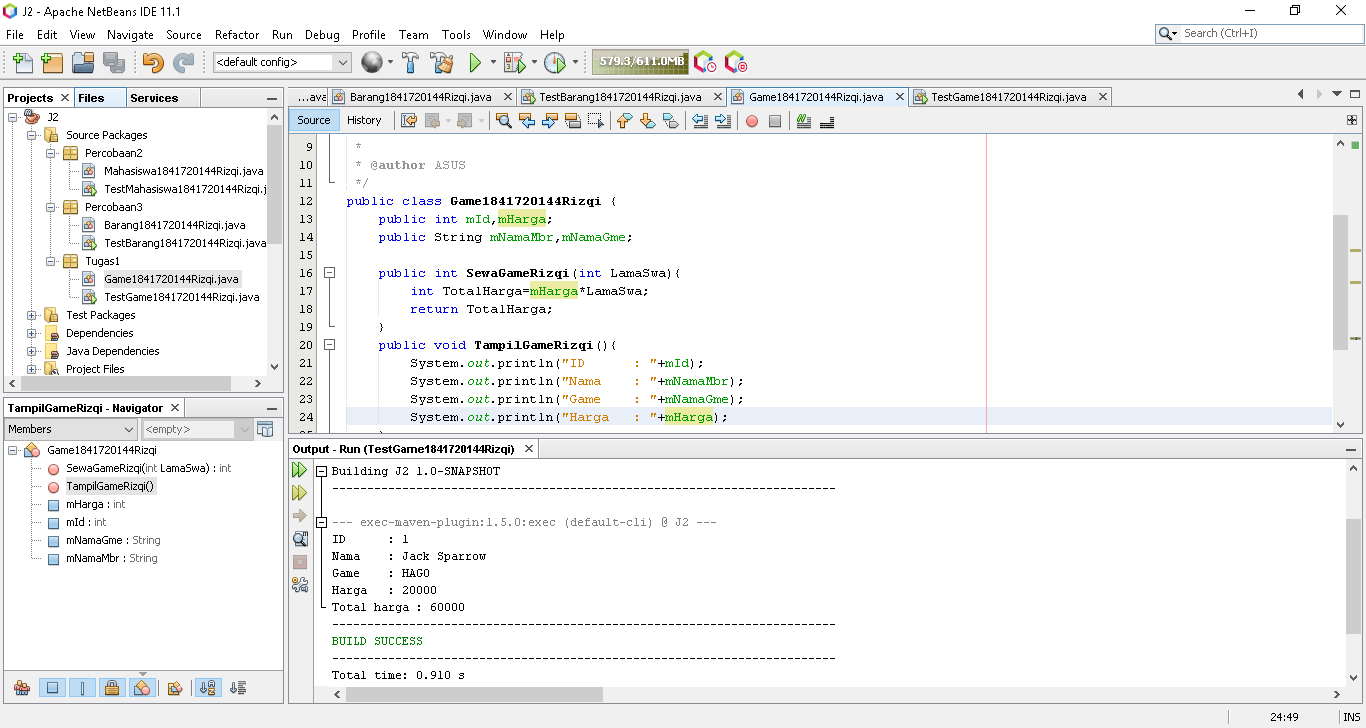 J2 - Apache NetBeans IDE 11.1
File Edit View Navigate Source Refactor Run Debug Profile Team Tools Window Help
Search (Ctrl+I)
<default config>
579.3/611.0MB
Projects Files Services
J2
Source Packages
Percobaan2
Mahasiswa1841720144Rizqi.java
TestMahasiswa1841720144Rizqi.j
Percobaan3
Barang1841720144Rizqi.java
TestBarang1841720144Rizqi.java
Tugas1
Game1841720144Rizqi.java
TestGame1841720144Rizqi.java
Test Packages
Dependencies
Java Dependencies
Project Files
TampilGameRizqi - Navigator
Members <empty>
Game1841720144Rizqi
SewaGameRizqi(int LamaSwa) : int
TampilGameRizqi()
mHarga : int
mId : int
mNamaGme : String
mNamaMbr : String
...ava Barang1841720144Rizqi.java TestBarang1841720144Rizqi.java Game1841720144Rizqi.java TestGame1841720144Rizqi.java
Source History
9 *
10 * @author ASUS
11 */
12 public class Game1841720144Rizqi {
13 public int mId,mHarga;
14 public String mNamaMbr,mNamaGme;
15
16 public int SewaGameRizqi(int LamaSwa){
17 int TotalHarga=mHarga*LamaSwa;
18 return TotalHarga;
19 }
20 public void TampilGameRizqi(){
21 System.out.println("ID : "+mId);
22 System.out.println("Nama : "+mNamaMbr);
23 System.out.println("Game : "+mNamaGme);
24 System.out.println("Harga : "+mHarga);
Output - Run (TestGame1841720144Rizqi)
Building J2 1.0-SNAPSHOT
------------------------------------------------------------------------
--- exec-maven-plugin:1.5.0:exec (default-cli) @ J2 ---
ID : 1
Nama : Jack Sparrow
Game : HAGO
Harga : 20000
Total harga : 60000
------------------------------------------------------------------------
BUILD SUCCESS
------------------------------------------------------------------------
Total time: 0.910 s
24:49 INS